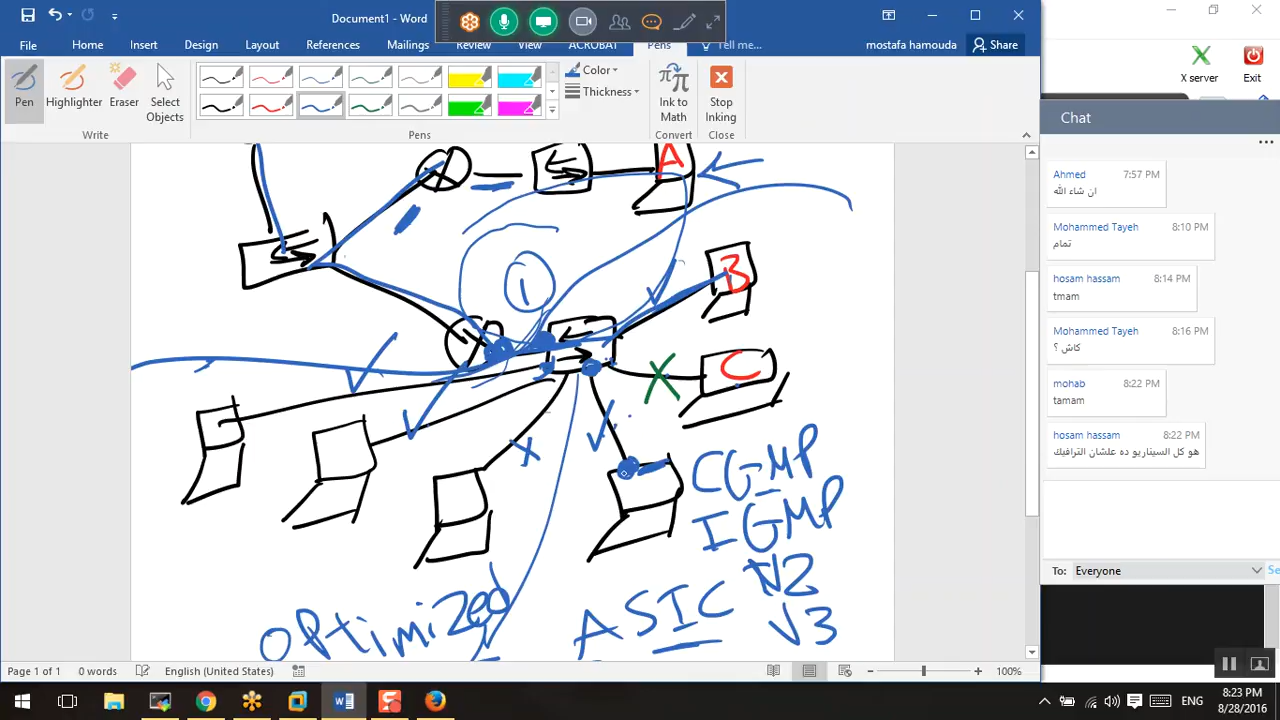 Document1 - Word
File Home Insert Design Layout References Mailings Review View ACROBAT Pens Tell me...
mostafa hamouda Share
Pen Highlighter Eraser Select Objects
Color
Thickness
Ink to Math
Stop Inking
Write Pens Convert Close
X server Exit
Chat
Ahmed 7:57 PM
ان شاء الله
Mohammed Tayeh 8:10 PM
تمام
hosam hassam 8:14 PM
tmam
Mohammed Tayeh 8:16 PM
كاش ؟
mohab 8:22 PM
tamam
hosam hassam 8:22 PM
هو كل السيناريو ده علشان الترافيك
To: Everyone
A
1
B
C
CGMP
IGMP
V2
V3
Optimized
ASIC
Page 1 of 1 0 words English (United States) 100%
ENG
8:23 PM
8/28/2016